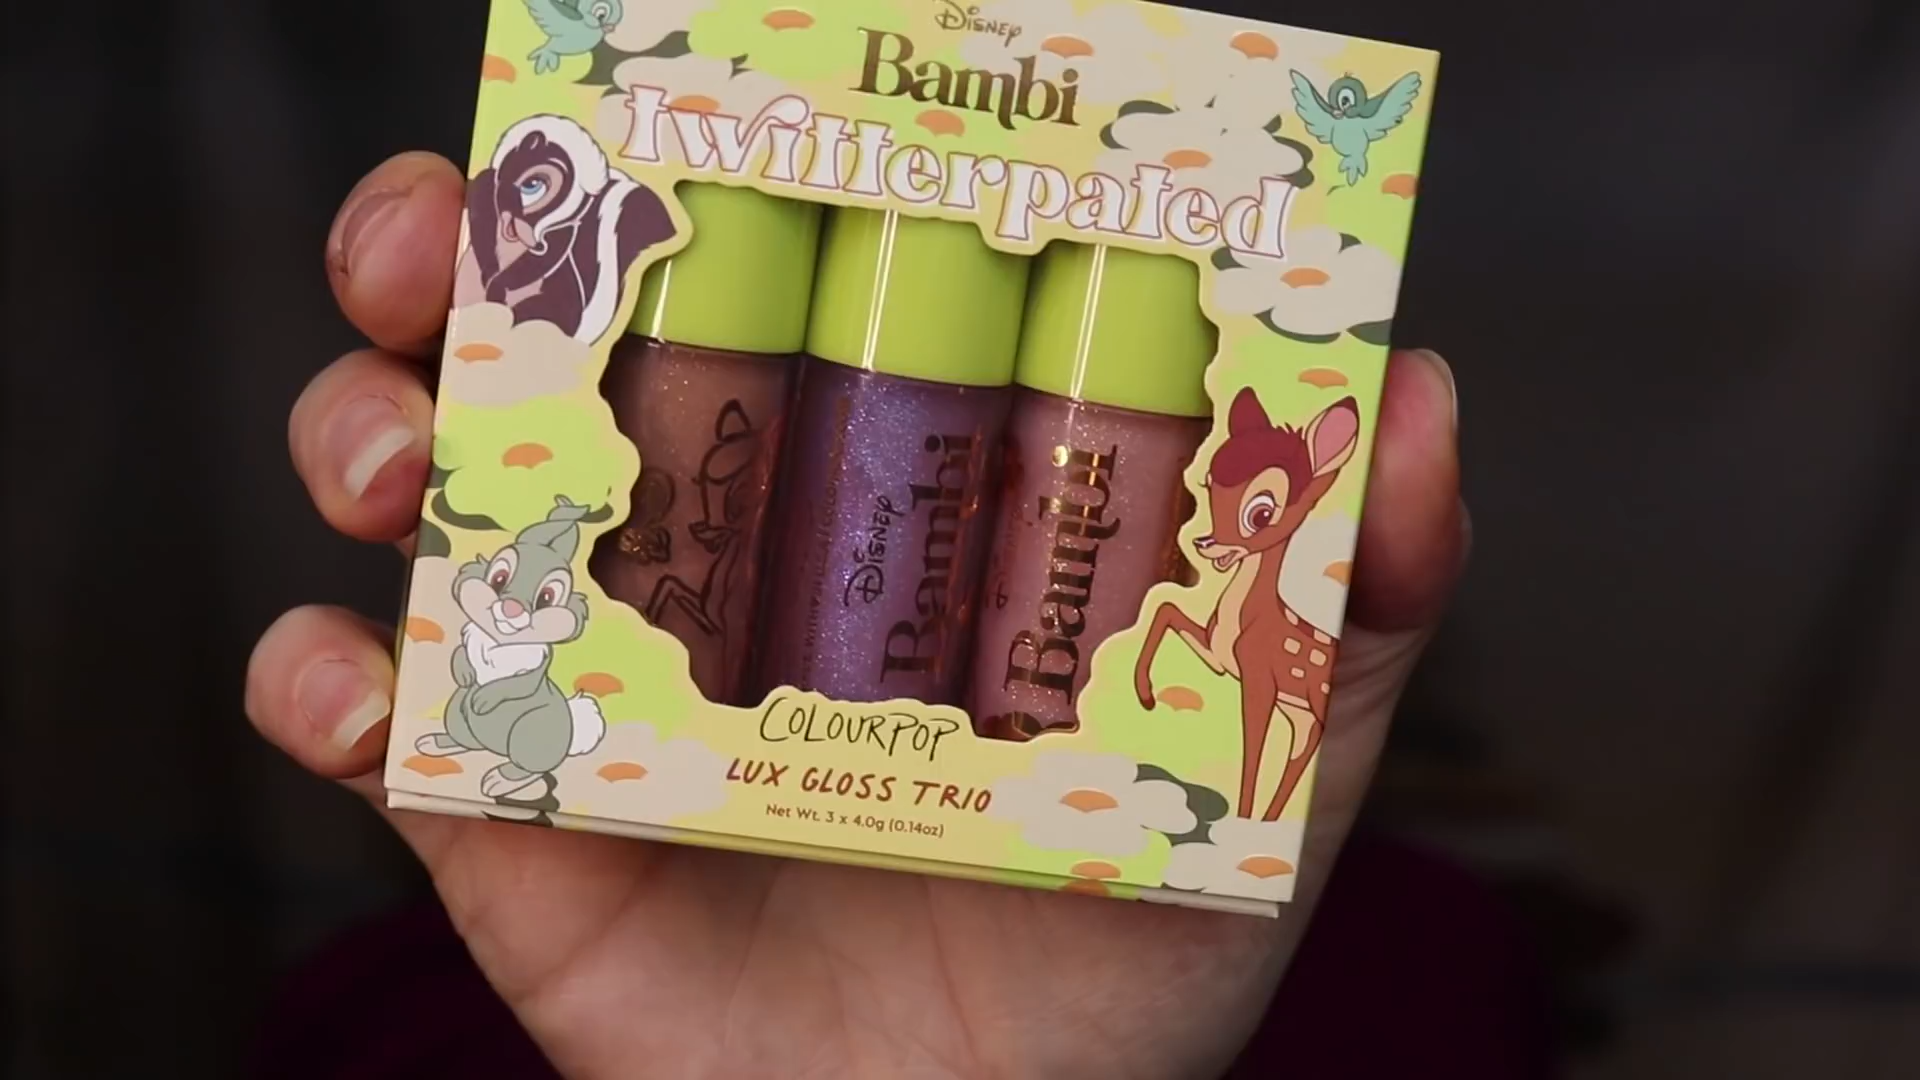 Disney
Bambi
twitterpated
Disney
Bambi
Bambi
COLOURPOP
LUX GLOSS TRIO
Net Wt. 3 x 4.0g (0.14oz)